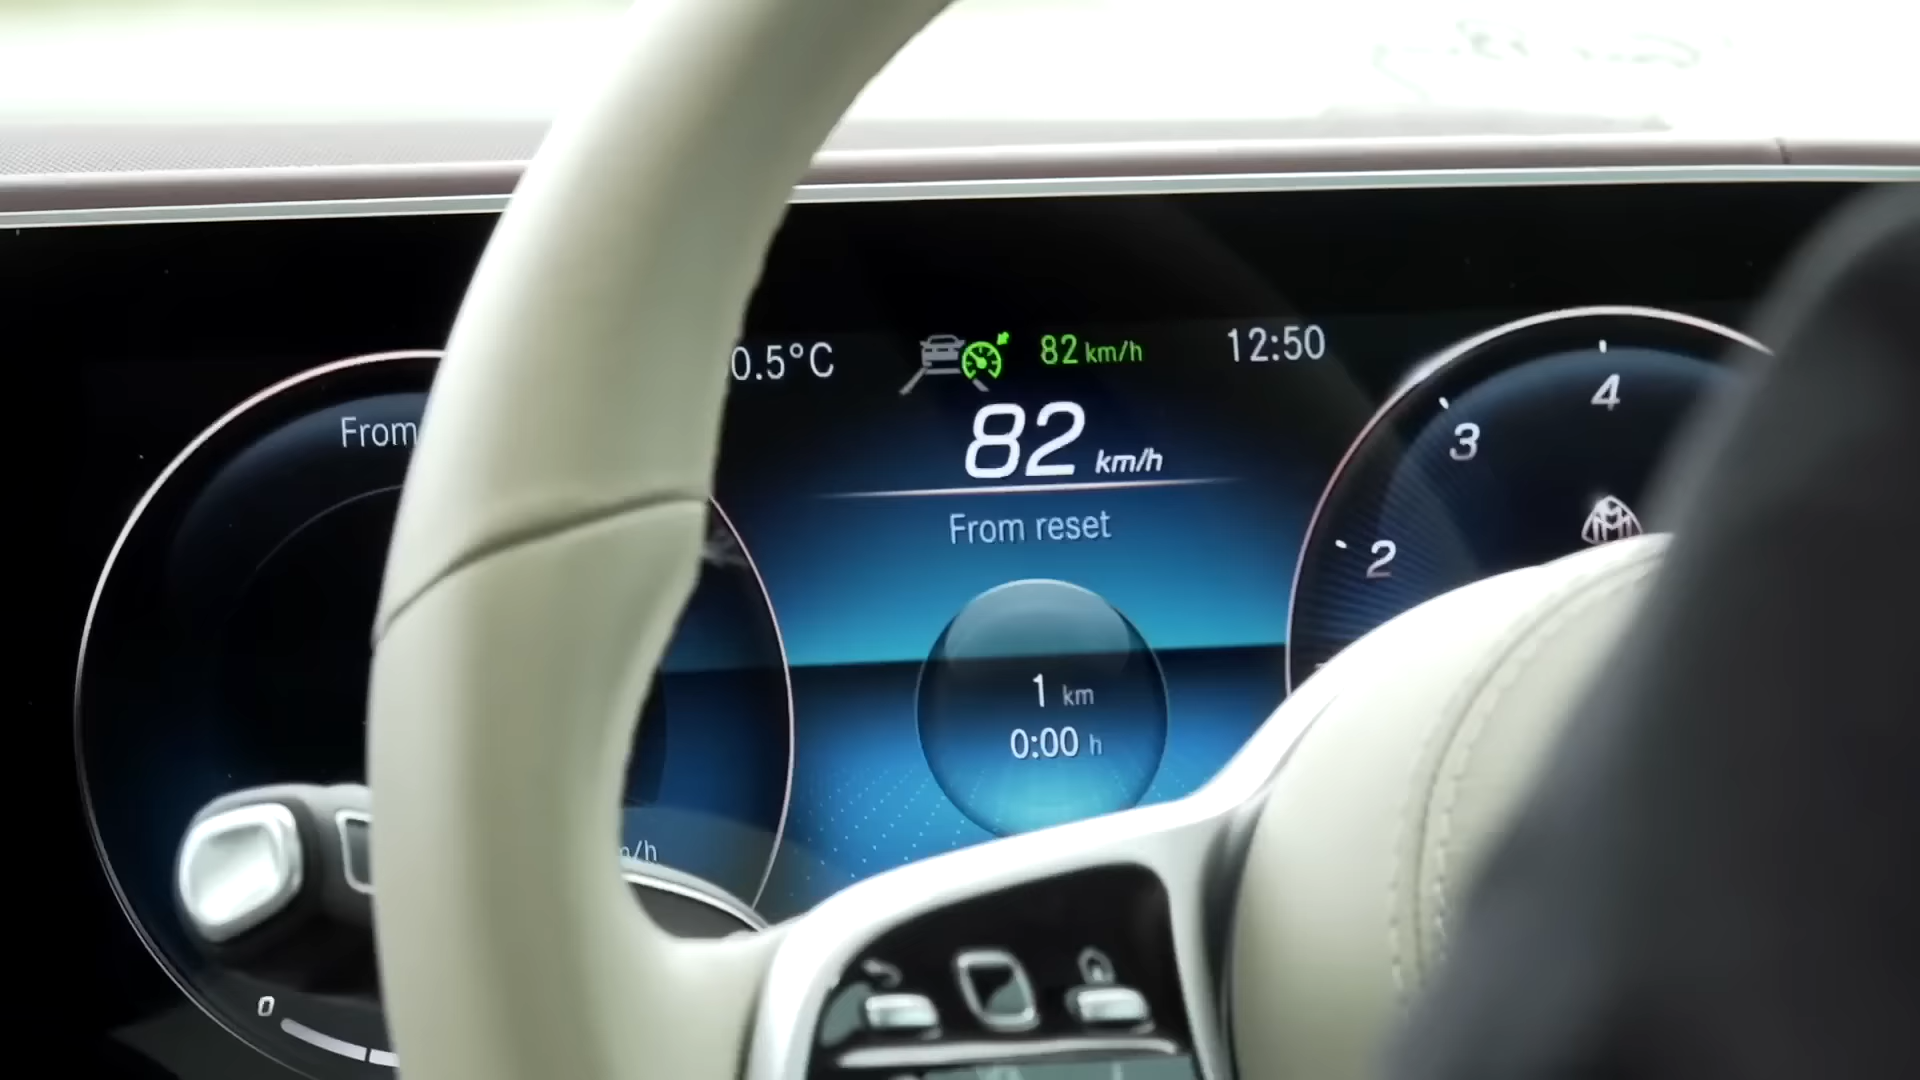 0.5°C
82 km/h
12:50
82 km/h
From
From reset
4
3
2
1 km
0:00 h
/h
0